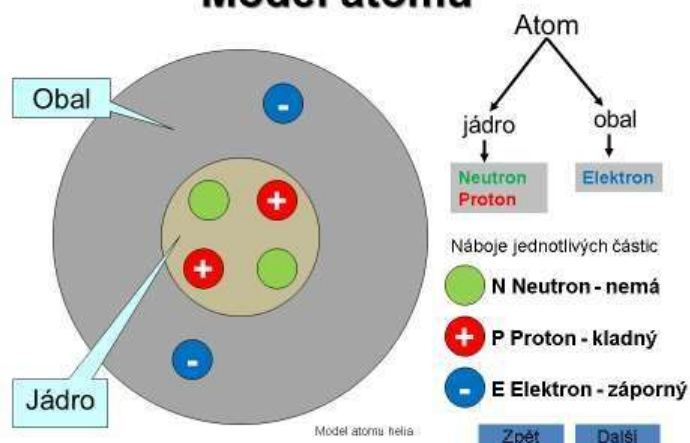 Model atomu
Obal
Jádro
-
+
+
-
Model atomu helia
Atom
jádro
obal
Neutron
Proton
Elektron
Náboje jednotlivých částic
N Neutron - nemá
+ P Proton - kladný
- E Elektron - záporný
Zpět
Další